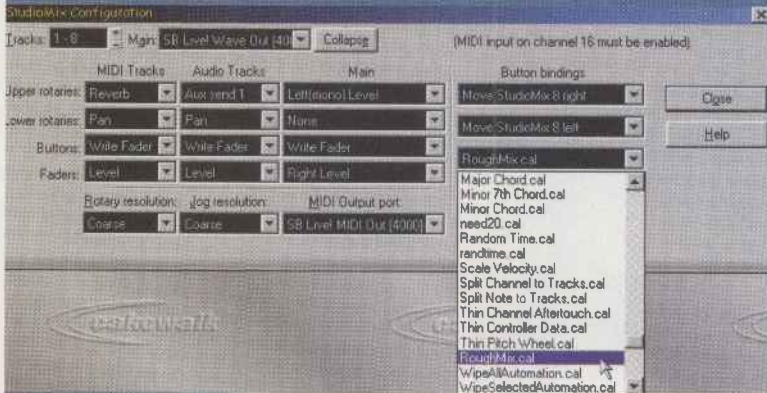 StudioMix Configuration
Tracks: 1 - 8 Main: SB Live! Wave Out [40 Collapse (MIDI input on channel 16 must be enabled)
MIDI Tracks Audio Tracks Main Button bindings
Upper rotaries: Reverb Aux send 1 Left(mono) Level Move StudioMix 8 right Close
Lower rotaries: Pan Pan None Move StudioMix 8 left Help
Buttons: Write Fader Write Fader Write Fader RoughMix.cal
Faders: Level Level Right Level
Rotary resolution: Jog resolution: MIDI Output port:
Coarse Coarse SB Live! MIDI Out [4000]
Major Chord.cal
Minor 7th Chord.cal
Minor Chord.cal
need20.cal
Random Time.cal
randtime.cal
Scale Velocity.cal
Split Channel to Tracks.cal
Split Note to Tracks.cal
Thin Channel Aftertouch.cal
Thin Controller Data.cal
Thin Pitch Wheel.cal
RoughMix.cal
WipeAllAutomation.cal
WipeSelectedAutomation.cal
cakewalk